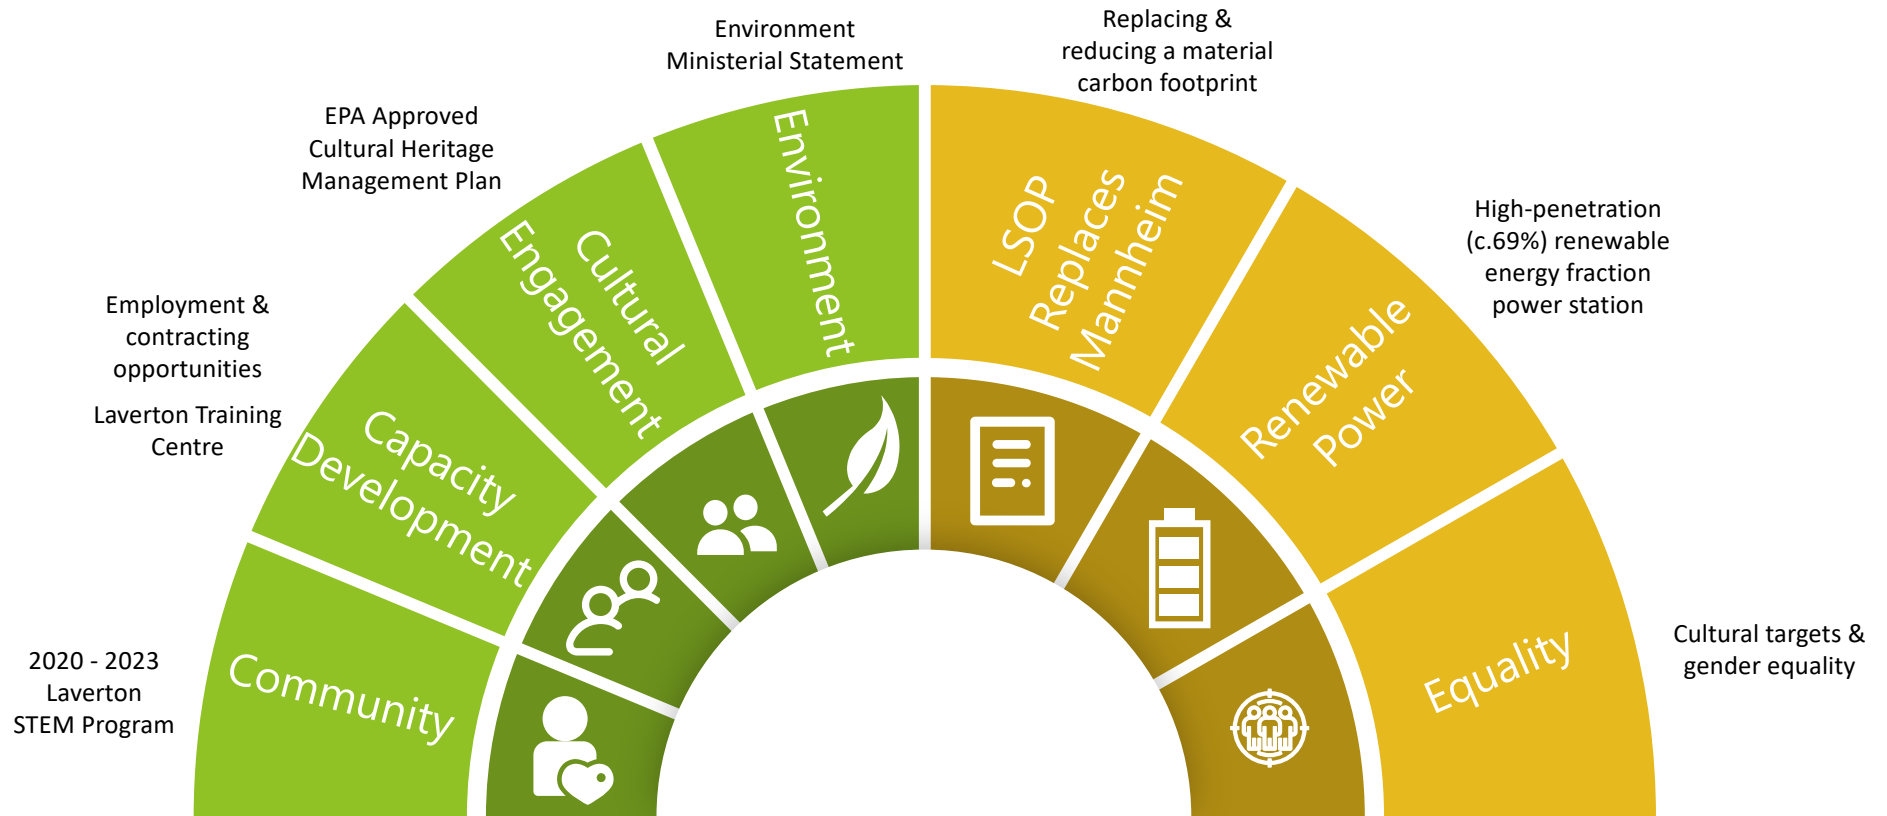 Environment
Ministerial Statement
Replacing &
reducing a material
carbon footprint
EPA Approved
Cultural Heritage
Management Plan
High-penetration
(c.69%) renewable
energy fraction
power station
Employment &
contracting
opportunities
Laverton Training
Centre
2020 - 2023
Laverton
STEM Program
Cultural targets &
gender equality
Community
Capacity
Development
Cultural
Engagement
Environment
LSOP
Replaces
Mannheim
Renewable
Power
Equality